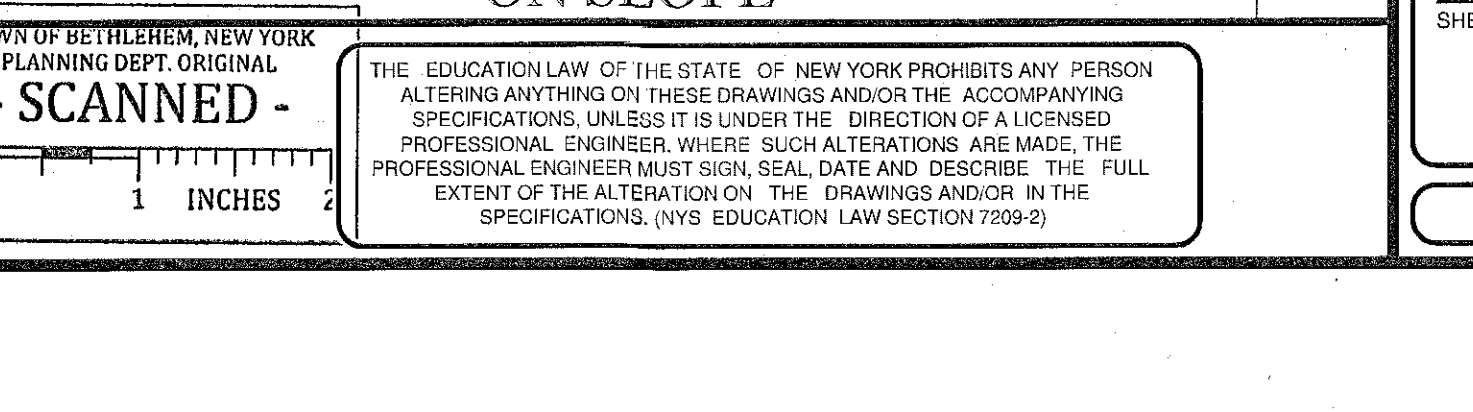 ON SLOPE
WN OF BETHLEHEM, NEW YORK
PLANNING DEPT. ORIGINAL
- SCANNED -
1 INCHES 2
THE EDUCATION LAW OF THE STATE OF NEW YORK PROHIBITS ANY PERSON
ALTERING ANYTHING ON THESE DRAWINGS AND/OR THE ACCOMPANYING
SPECIFICATIONS, UNLESS IT IS UNDER THE DIRECTION OF A LICENSED
PROFESSIONAL ENGINEER. WHERE SUCH ALTERATIONS ARE MADE, THE
PROFESSIONAL ENGINEER MUST SIGN, SEAL, DATE AND DESCRIBE THE FULL
EXTENT OF THE ALTERATION ON THE DRAWINGS AND/OR IN THE
SPECIFICATIONS. (NYS EDUCATION LAW SECTION 7209-2)
SHE